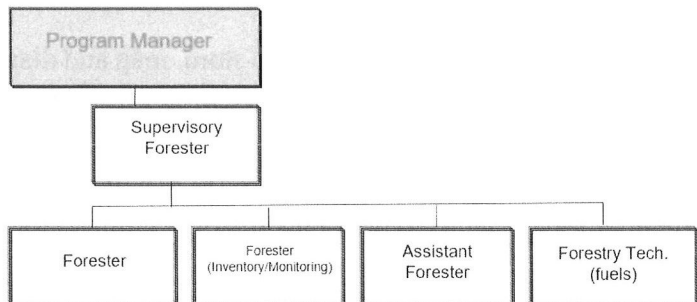 Program Manager
Supervisory
Forester
Forester
Forester
(Inventory/Monitoring)
Assistant
Forester
Forestry Tech.
(fuels)